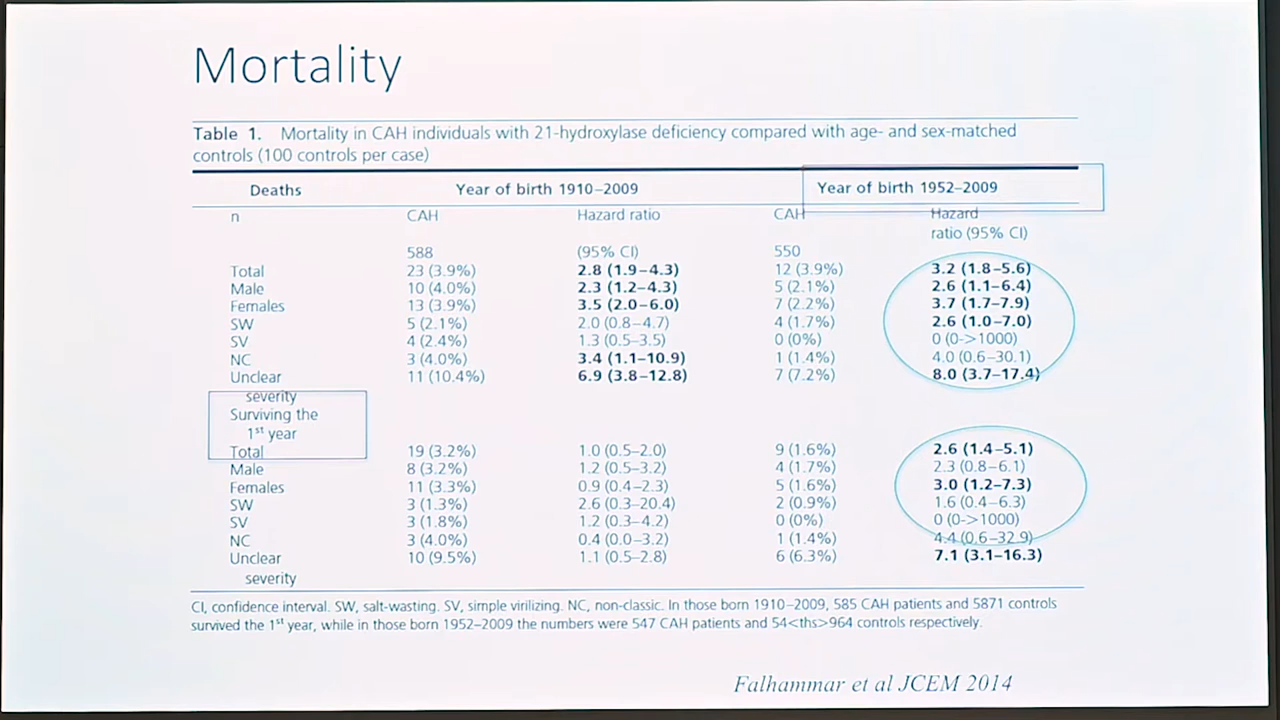 Mortality
Table 1. Mortality in CAH individuals with 21-hydroxylase deficiency compared with age- and sex-matched
controls (100 controls per case)
Deaths Year of birth 1910–2009 Year of birth 1952–2009
n CAH Hazard ratio CAH Hazard
ratio (95% CI)
588 (95% CI) 550
Total 23 (3.9%) 2.8 (1.9–4.3) 12 (3.9%) 3.2 (1.8–5.6)
Male 10 (4.0%) 2.3 (1.2–4.3) 5 (2.1%) 2.6 (1.1–6.4)
Females 13 (3.9%) 3.5 (2.0–6.0) 7 (2.2%) 3.7 (1.7–7.9)
SW 5 (2.1%) 2.0 (0.8–4.7) 4 (1.7%) 2.6 (1.0–7.0)
SV 4 (2.4%) 1.3 (0.5–3.5) 0 (0%) 0 (0->1000)
NC 3 (4.0%) 3.4 (1.1–10.9) 1 (1.4%) 4.0 (0.6–30.1)
Unclear 11 (10.4%) 6.9 (3.8–12.8) 7 (7.2%) 8.0 (3.7–17.4)
severity
Surviving the
1st year
Total 19 (3.2%) 1.0 (0.5–2.0) 9 (1.6%) 2.6 (1.4–5.1)
Male 8 (3.2%) 1.2 (0.5–3.2) 4 (1.7%) 2.3 (0.8–6.1)
Females 11 (3.3%) 0.9 (0.4–2.3) 5 (1.6%) 3.0 (1.2–7.3)
SW 3 (1.3%) 2.6 (0.3–20.4) 2 (0.9%) 1.6 (0.4–6.3)
SV 3 (1.8%) 1.2 (0.3–4.2) 0 (0%) 0 (0->1000)
NC 3 (4.0%) 0.4 (0.0–3.2) 1 (1.4%) 4.4 (0.6–32.9)
Unclear 10 (9.5%) 1.1 (0.5–2.8) 6 (6.3%) 7.1 (3.1–16.3)
severity
CI, confidence interval. SW, salt-wasting. SV, simple virilizing. NC, non-classic. In those born 1910–2009, 585 CAH patients and 5871 controls
survived the 1st year, while in those born 1952–2009 the numbers were 547 CAH patients and 54<ths>964 controls respectively.
Falhammar et al JCEM 2014